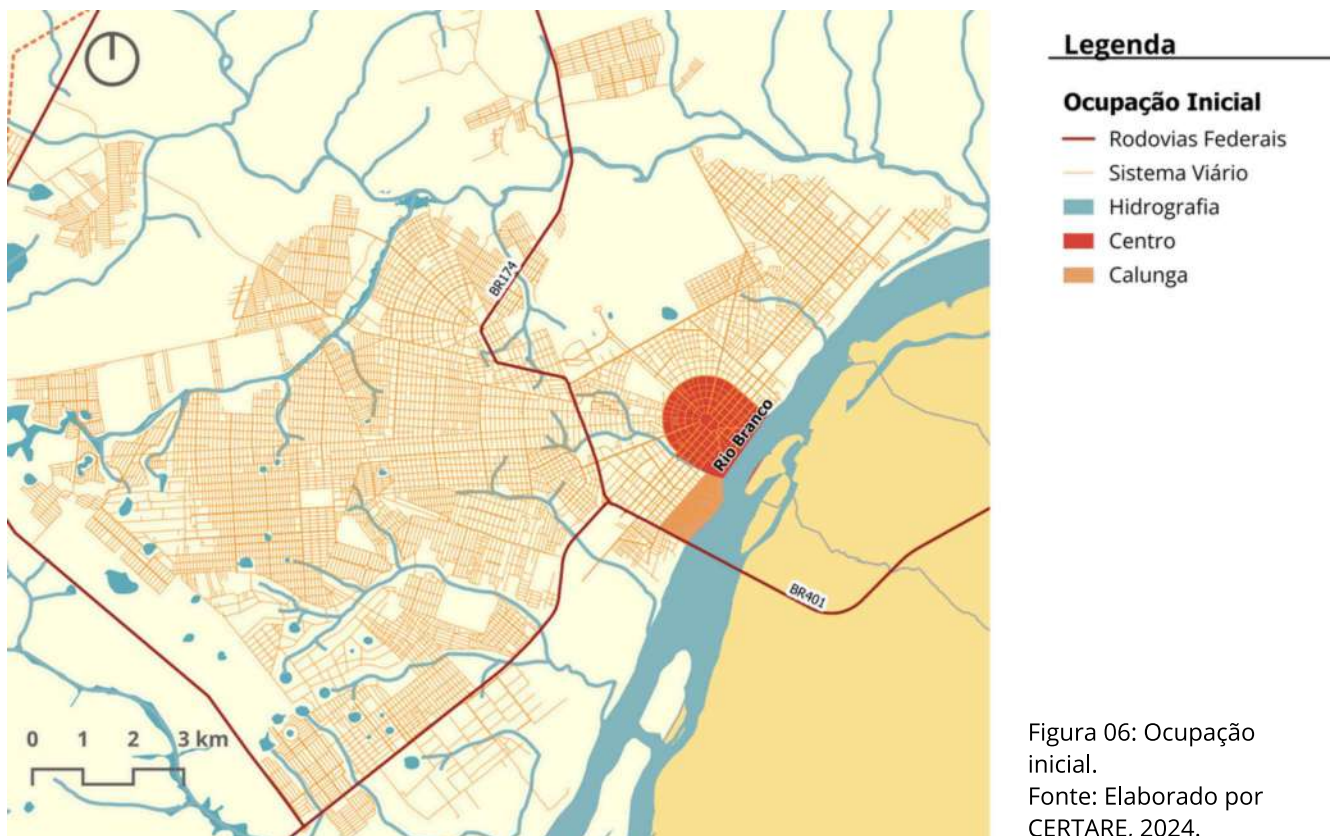 BR174
Rio Branco
BR401
0 1 2 3 km
Legenda
Ocupação Inicial
Rodovias Federais
Sistema Viário
Hidrografia
Centro
Calunga
Figura 06: Ocupação
inicial.
Fonte: Elaborado por
CERTARE, 2024.